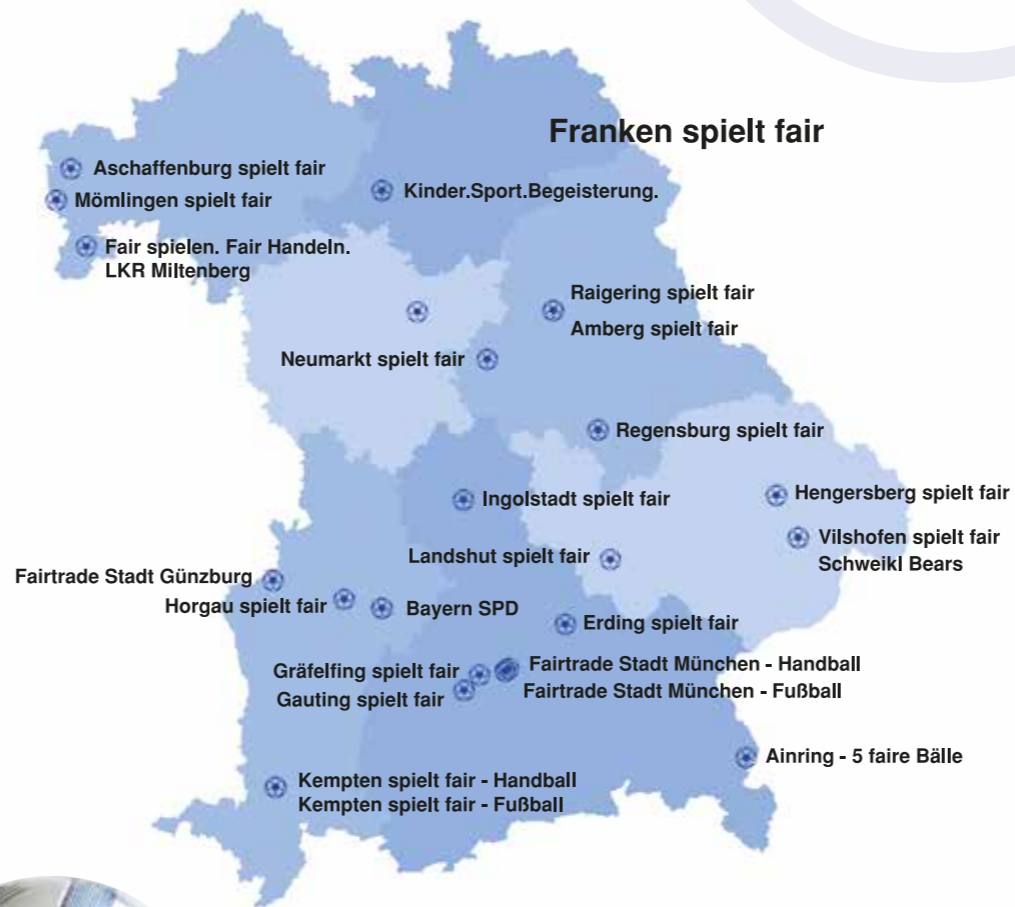 Franken spielt fair
Aschaffenburg spielt fair
Kinder.Sport.Begeisterung.
Mömlingen spielt fair
Fair spielen. Fair Handeln.
LKR Miltenberg
Raigering spielt fair
Amberg spielt fair
Neumarkt spielt fair
Regensburg spielt fair
Ingolstadt spielt fair
Hengersberg spielt fair
Vilshofen spielt fair
Schweikl Bears
Landshut spielt fair
Fairtrade Stadt Günzburg
Horgau spielt fair
Bayern SPD
Erding spielt fair
Gräfelfing spielt fair
Gauting spielt fair
Fairtrade Stadt München - Handball
Fairtrade Stadt München - Fußball
Ainring - 5 faire Bälle
Kempten spielt fair - Handball
Kempten spielt fair - Fußball